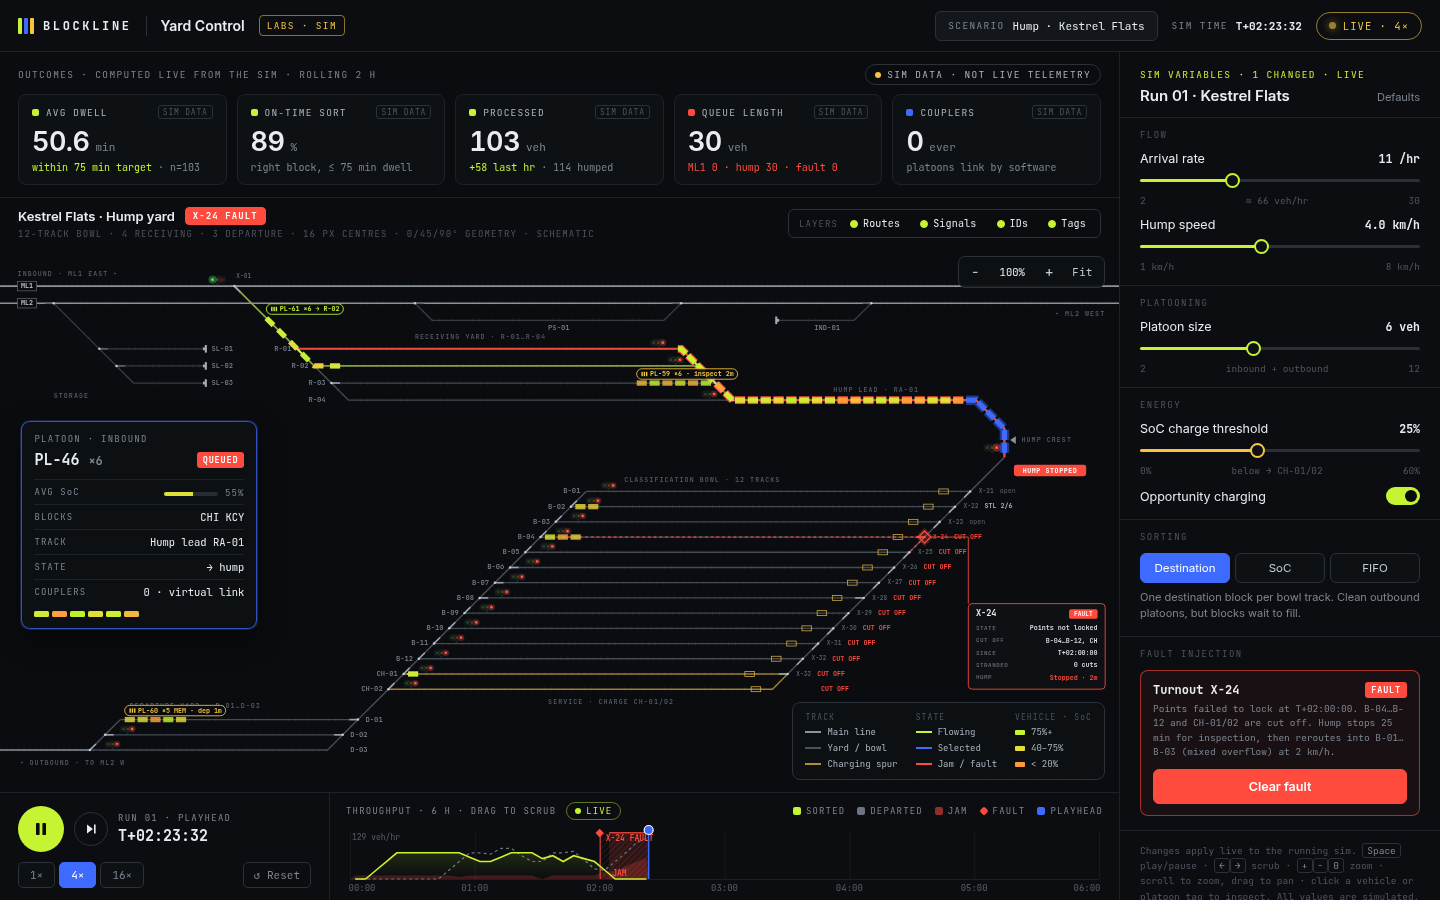 BLOCKLINE
Yard Control
LABS · SIM
SCENARIO Hump · Kestrel Flats
SIM TIME T+02:23:32
LIVE · 4×
OUTCOMES · COMPUTED LIVE FROM THE SIM · ROLLING 2 H
SIM DATA · NOT LIVE TELEMETRY
AVG DWELL SIM DATA
50.6 min
within 75 min target · n=103
ON-TIME SORT SIM DATA
89 %
right block, ≤ 75 min dwell
PROCESSED SIM DATA
103 veh
+58 last hr · 114 humped
QUEUE LENGTH SIM DATA
30 veh
ML1 0 · hump 30 · fault 0
COUPLERS SIM DATA
0 ever
platoons link by software
Kestrel Flats · Hump yard X-24 FAULT
12-TRACK BOWL · 4 RECEIVING · 3 DEPARTURE · 16 PX CENTRES · 0/45/90° GEOMETRY · SCHEMATIC
LAYERS Routes Signals IDs Tags
- 100% + Fit
INBOUND · ML1 EAST
X-01
ML1
ML2
PL-61 ×6 → R-02
PS-01
IND-01
ML2 WEST
RECEIVING YARD · R-01…R-04
SL-01
SL-02
SL-03
STORAGE
R-01
R-02
R-03
R-04
PL-59 ×6 · inspect 2m
HUMP LEAD · RA-01
HUMP CREST
HUMP STOPPED
PLATOON · INBOUND
PL-46 ×6 QUEUED
AVG SoC 55%
BLOCKS CHI KCY
TRACK Hump lead RA-01
STATE → hump
COUPLERS 0 · virtual link
CLASSIFICATION BOWL · 12 TRACKS
B-01 X-21 open
B-02 X-22 STL 2/6
B-03 X-23 open
B-04 X-24 CUT OFF
B-05 X-25 CUT OFF
B-06 X-26 CUT OFF
B-07 X-27 CUT OFF
B-08 X-28 CUT OFF
B-09 X-29 CUT OFF
B-10 X-30 CUT OFF
B-11 X-31 CUT OFF
B-12 X-32 CUT OFF
CH-01 X-33 CUT OFF
CH-02 CUT OFF
SERVICE · CHARGE CH-01/02
X-24 FAULT
STATE Points not locked
CUT OFF B-04…B-12, CH
SINCE T+02:00:00
STRANDED 0 cuts
HUMP Stopped · 2m
DEPARTURE YARD · D-01…D-03
PL-60 ×5 MEM · dep 1m
D-01
D-02
D-03
OUTBOUND · TO ML2 W
TRACK STATE VEHICLE · SoC
Main line Flowing 75%+
Yard / bowl Selected 40–75%
Charging spur Jam / fault < 20%
RUN 01 · PLAYHEAD
T+02:23:32
1× 4× 16× ↺ Reset
THROUGHPUT · 6 H · DRAG TO SCRUB LIVE
SORTED DEPARTED JAM FAULT PLAYHEAD
129 veh/hr
X-24 FAULT
JAM
00:00 01:00 02:00 03:00 04:00 05:00 06:00
SIM VARIABLES · 1 CHANGED · LIVE
Run 01 · Kestrel Flats Defaults
FLOW
Arrival rate 11 /hr
2 ≈ 66 veh/hr 30
Hump speed 4.0 km/h
1 km/h 8 km/h
PLATOONING
Platoon size 6 veh
2 inbound + outbound 12
ENERGY
SoC charge threshold 25%
0% below → CH-01/02 60%
Opportunity charging
SORTING
Destination SoC FIFO
One destination block per bowl track. Clean outbound
platoons, but blocks wait to fill.
FAULT INJECTION
Turnout X-24 FAULT
Points failed to lock at T+02:00:00. B-04…B-
12 and CH-01/02 are cut off. Hump stops 25
min for inspection, then reroutes into B-01…
B-03 (mixed overflow) at 2 km/h.
Clear fault
Changes apply live to the running sim. Space
play/pause · ← → scrub · + - 0 zoom ·
scroll to zoom, drag to pan · click a vehicle or
platoon tag to inspect. All values are simulated.